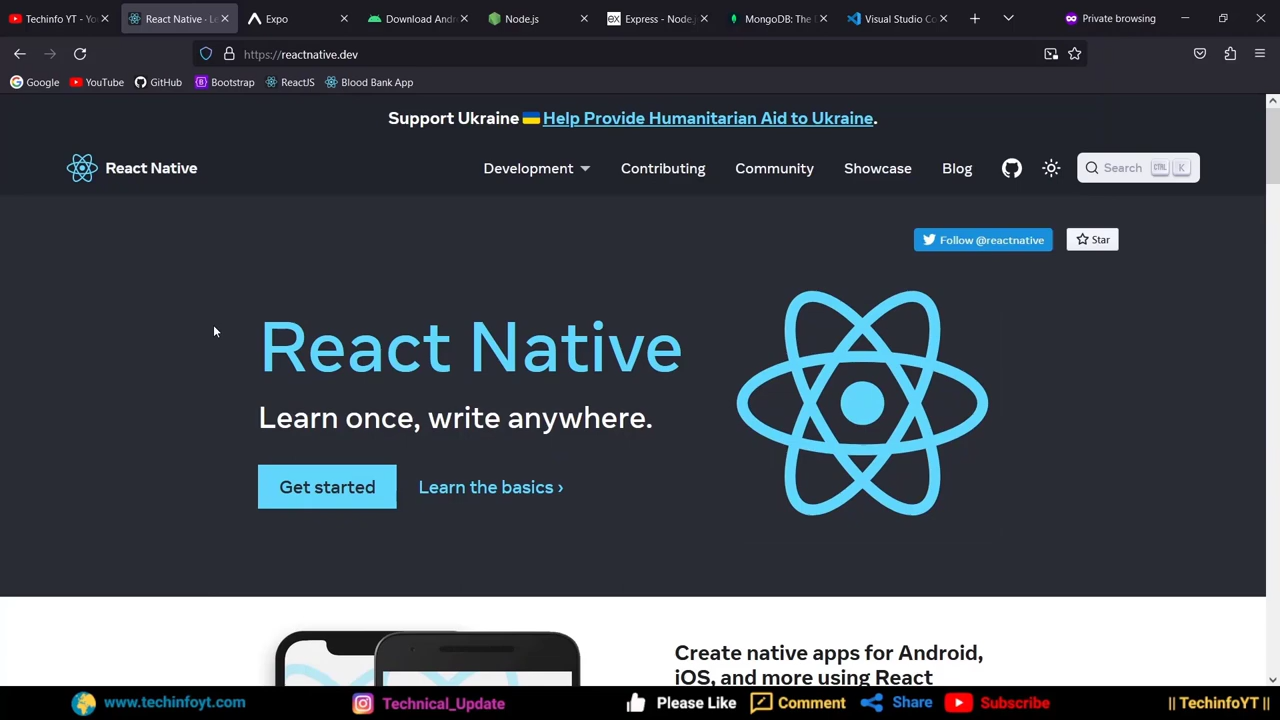 Techinfo YT - Yo
React Native · Le
Expo
Download Andr
Node.js
ex Express - Node.j
MongoDB: The
Visual Studio Co
Private browsing
https://reactnative.dev
Google
YouTube
GitHub
B Bootstrap
ReactJS
Blood Bank App
Support Ukraine Help Provide Humanitarian Aid to Ukraine.
React Native
Development
Contributing
Community
Showcase
Blog
Search CTRL K
Follow @reactnative
Star
React Native
Learn once, write anywhere.
Get started
Learn the basics ›
Create native apps for Android,
iOS, and more using React
www.techinfoyt.com
Technical_Update
Please Like
Comment
Share
Subscribe
|| TechinfoYT ||